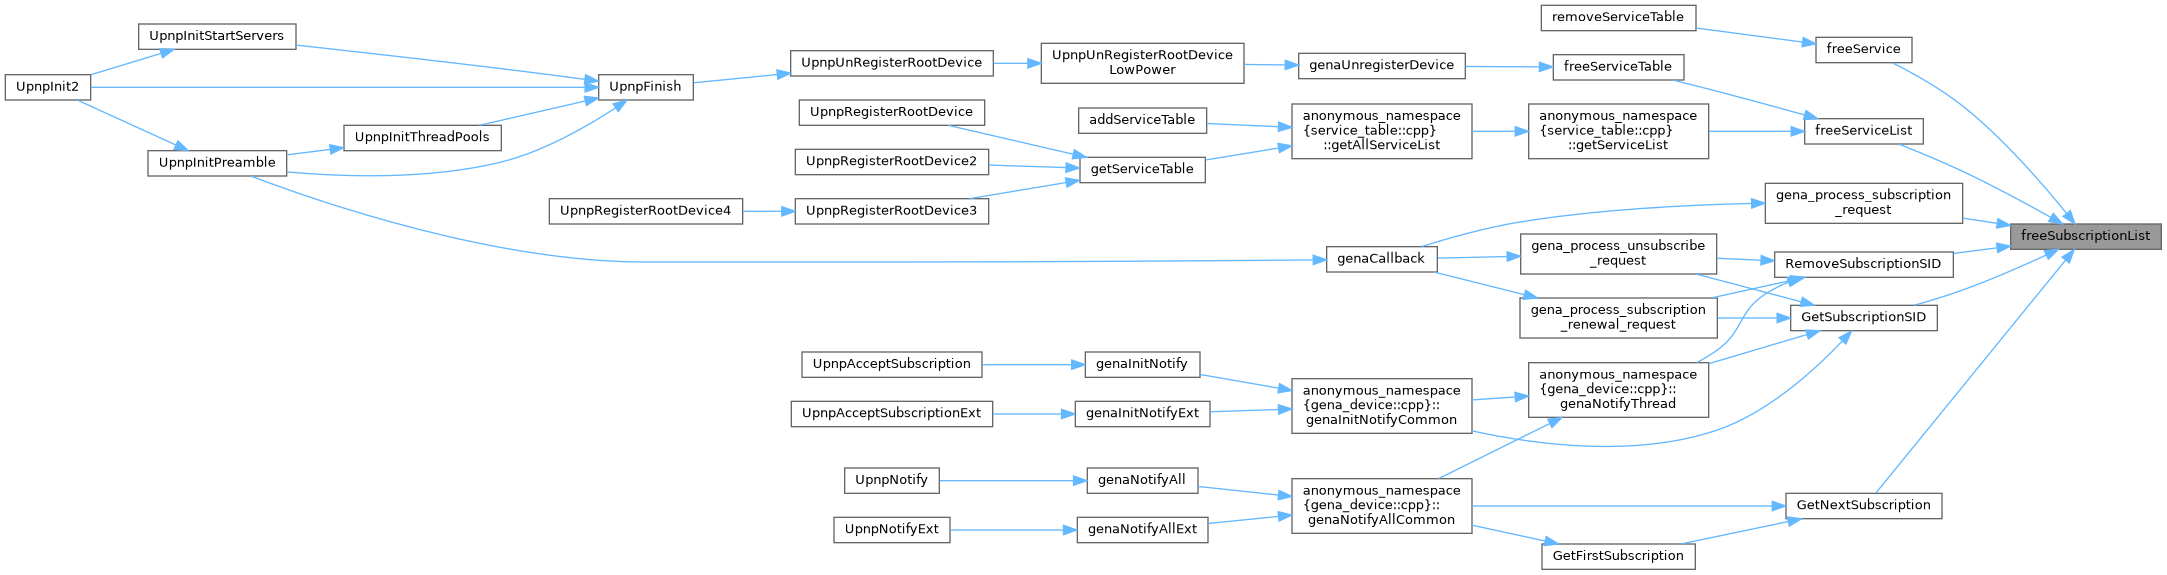 removeServiceTable
UpnpInitStartServers
freeService
UpnpUnRegisterRootDevice
UpnpUnRegisterRootDevice
LowPower
genaUnregisterDevice
freeServiceTable
UpnpInit2
UpnpFinish
UpnpRegisterRootDevice
addServiceTable
anonymous_namespace
{service_table::cpp}
::getAllServiceList
anonymous_namespace
{service_table::cpp}
::getServiceList
freeServiceList
UpnpInitThreadPools
UpnpInitPreamble
UpnpRegisterRootDevice2
getServiceTable
UpnpRegisterRootDevice4
UpnpRegisterRootDevice3
gena_process_subscription
_request
freeSubscriptionList
genaCallback
gena_process_unsubscribe
_request
RemoveSubscriptionSID
gena_process_subscription
_renewal_request
GetSubscriptionSID
UpnpAcceptSubscription
genaInitNotify
anonymous_namespace
{gena_device::cpp}::
genaNotifyThread
UpnpAcceptSubscriptionExt
genaInitNotifyExt
anonymous_namespace
{gena_device::cpp}::
genaInitNotifyCommon
UpnpNotify
genaNotifyAll
anonymous_namespace
{gena_device::cpp}::
genaNotifyAllCommon
GetNextSubscription
UpnpNotifyExt
genaNotifyAllExt
GetFirstSubscription